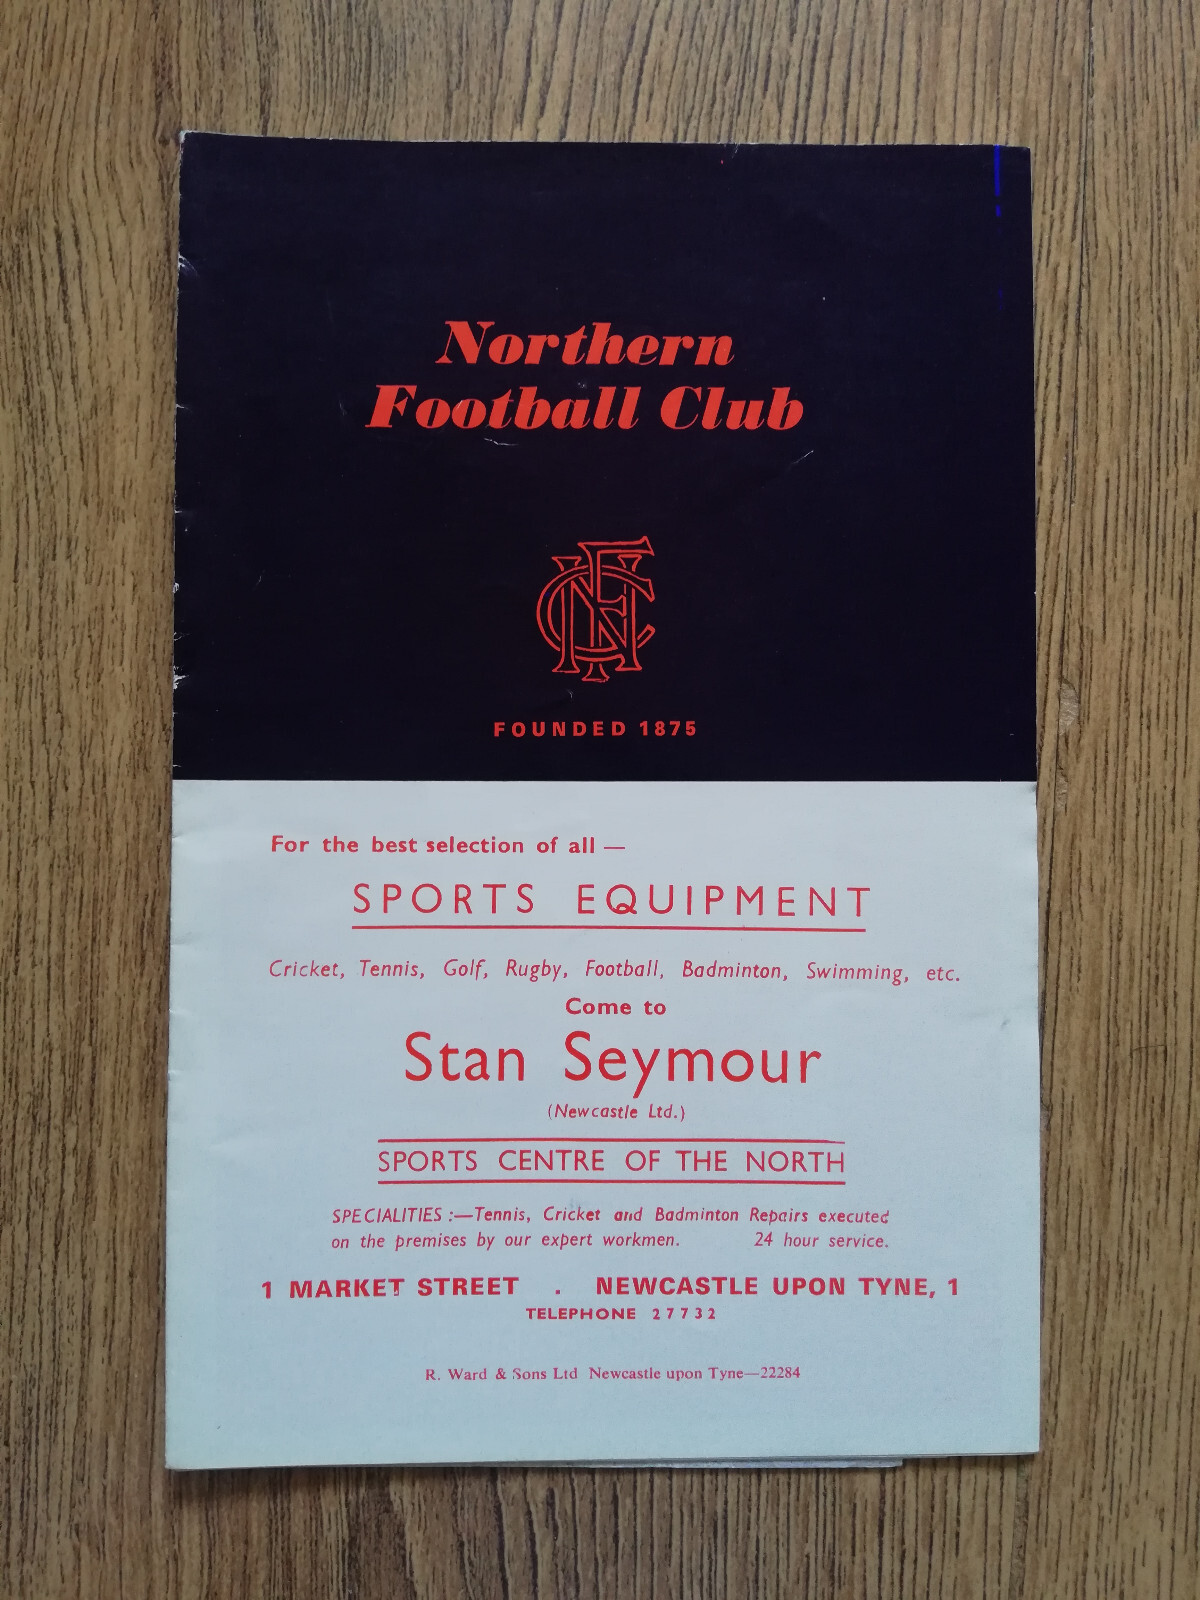 Northern
Football Club
NFC
FOUNDED 1875
For the best selection of all —
SPORTS EQUIPMENT
Cricket, Tennis, Golf, Rugby, Football, Badminton, Swimming, etc.
Come to
Stan Seymour
(Newcastle Ltd.)
SPORTS CENTRE OF THE NORTH
SPECIALITIES :—Tennis, Cricket and Badminton Repairs executed
on the premises by our expert workmen. 24 hour service.
1 MARKET STREET . NEWCASTLE UPON TYNE, 1
TELEPHONE 27732
R. Ward & Sons Ltd Newcastle upon Tyne—22284